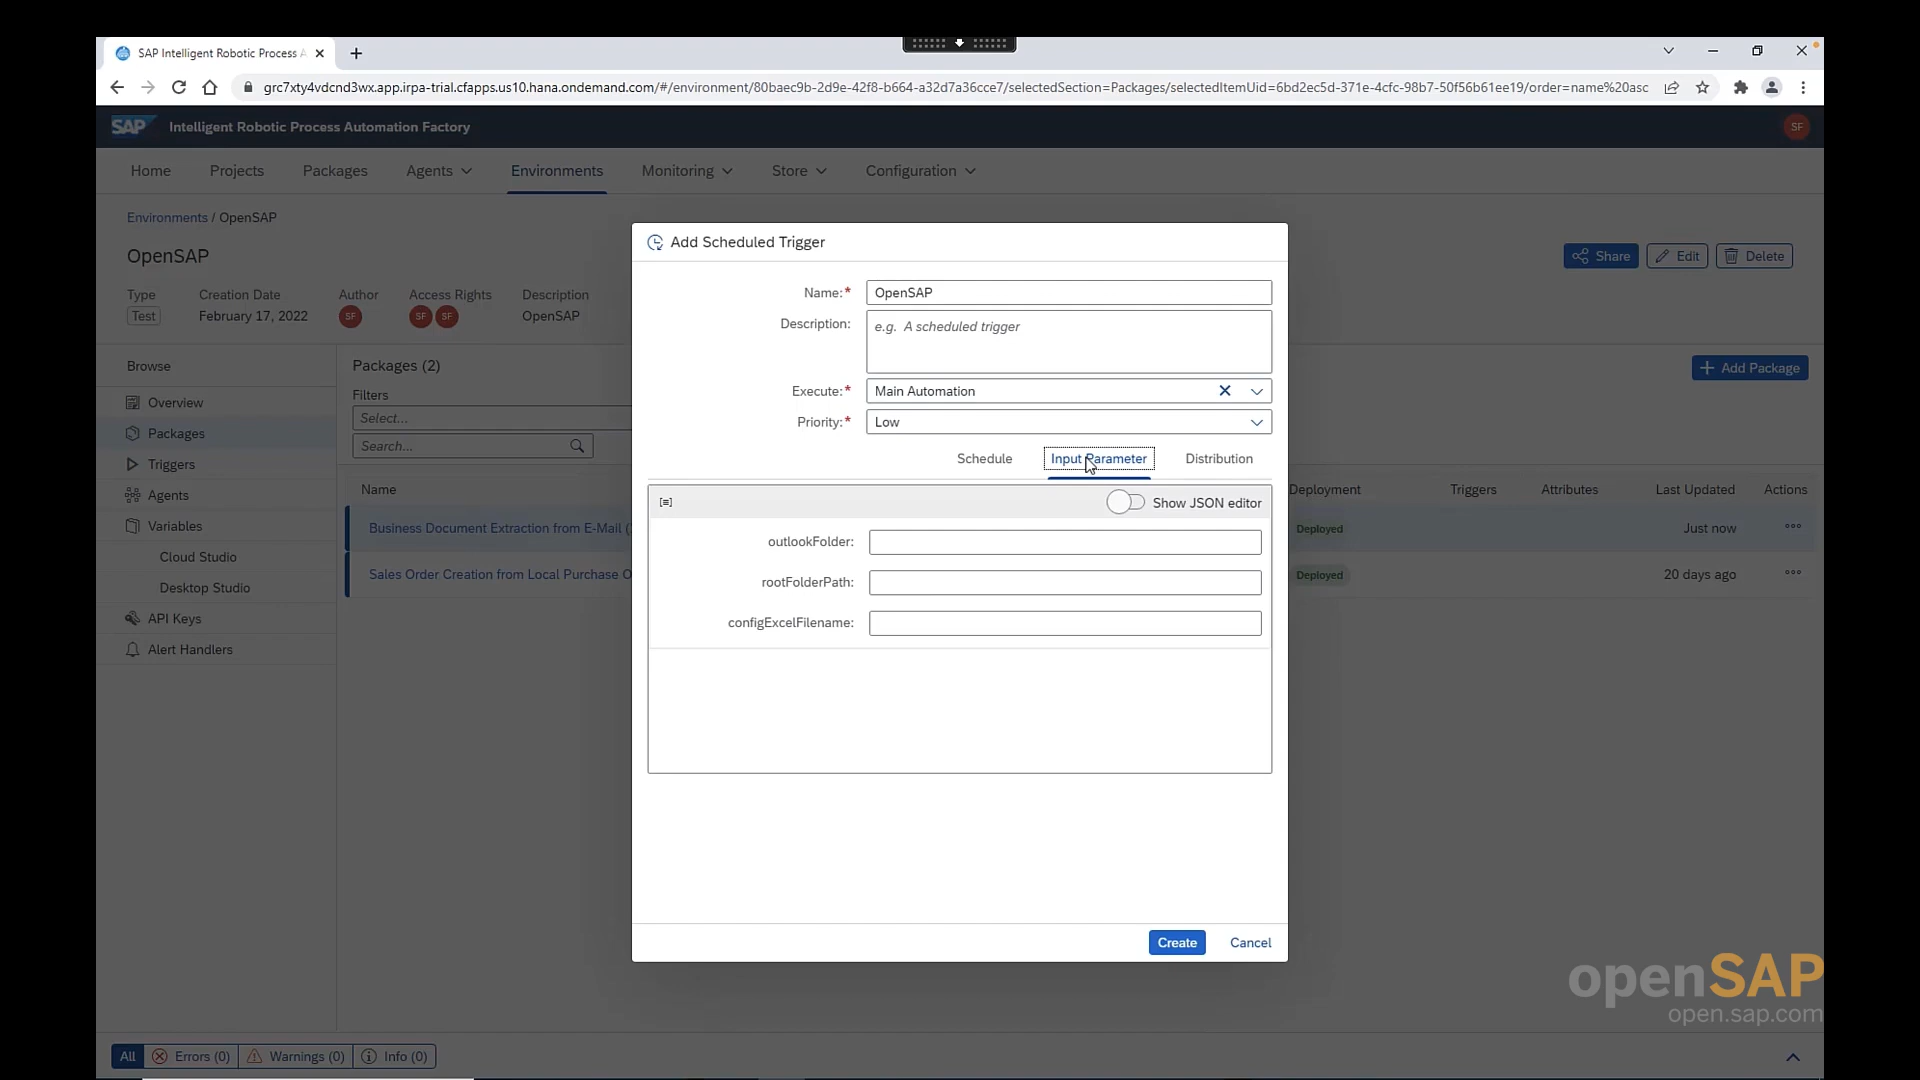 SAP Intelligent Robotic Process A
grc7xty4vdcnd3wx.app.irpa-trial.cfapps.us10.hana.ondemand.com/#/environment/80baec9b-2d9e-42f8-b664-a32d7a36cce7/selectedSection=Packages/selectedItemUid=6bd2ec5d-371e-4cfc-98b7-50f56b61ee19/order=name%20asc
SAP Intelligent Robotic Process Automation Factory SF
Home Projects Packages Agents Environments Monitoring Store Configuration
Environments / OpenSAP
OpenSAP
Share Edit Delete
Type Creation Date Author Access Rights Description
Test February 17, 2022 SF SF SF OpenSAP
Browse
Overview
Packages
Triggers
Agents
Variables
Cloud Studio
Desktop Studio
API Keys
Alert Handlers
Packages (2)
Add Package
Filters
Select...
Search...
Name Deployment Triggers Attributes Last Updated Actions
Business Document Extraction from E-Mail ( Deployed Just now
Sales Order Creation from Local Purchase O Deployed 20 days ago
Add Scheduled Trigger
Name:* OpenSAP
Description: e.g. A scheduled trigger
Execute:* Main Automation
Priority:* Low
Schedule Input Parameter Distribution
Show JSON editor
outlookFolder:
rootFolderPath:
configExcelFilename:
Create Cancel
openSAP
open.sap.com
All Errors (0) Warnings (0) Info (0)